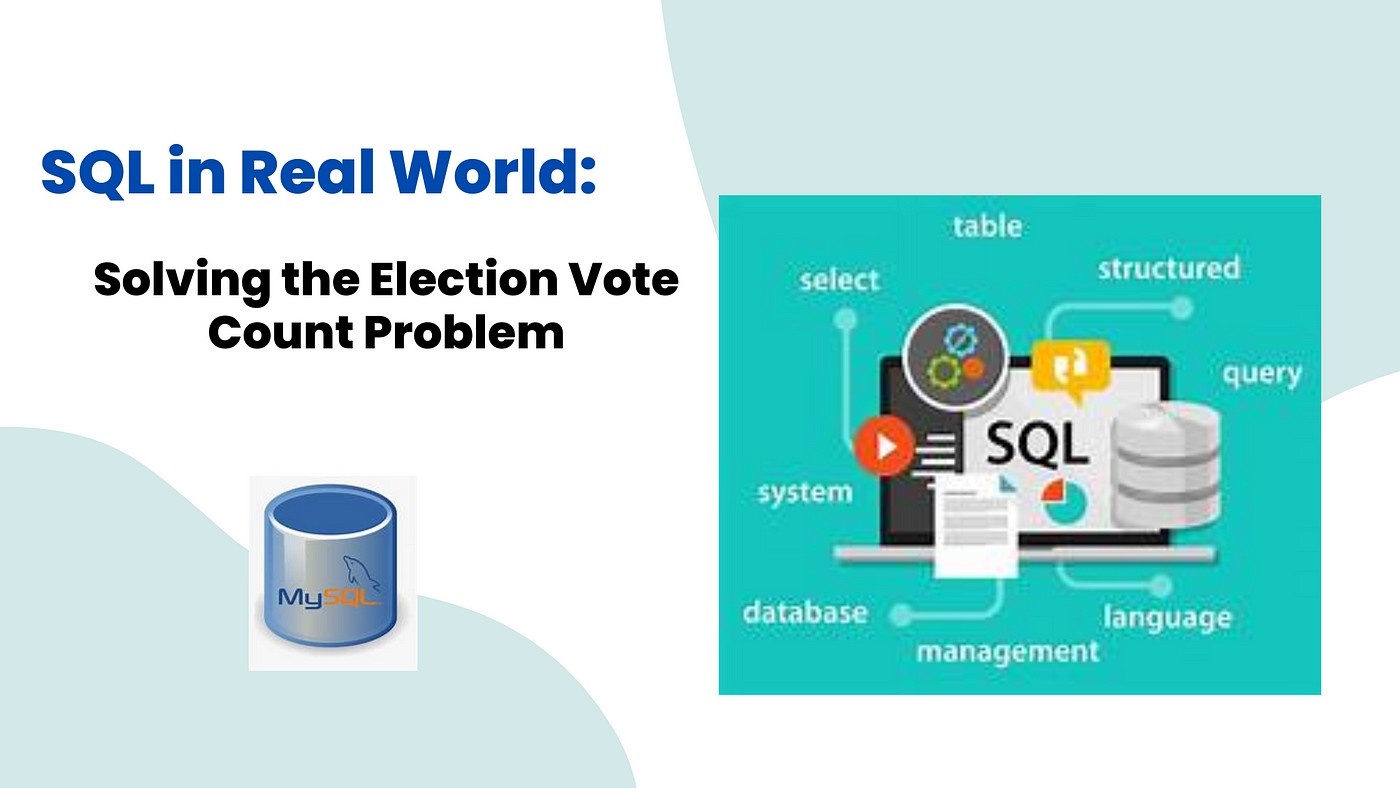 SQL in Real World:
Solving the Election Vote
Count Problem
MySQL
table
select
structured
query
SQL
system
database
language
management